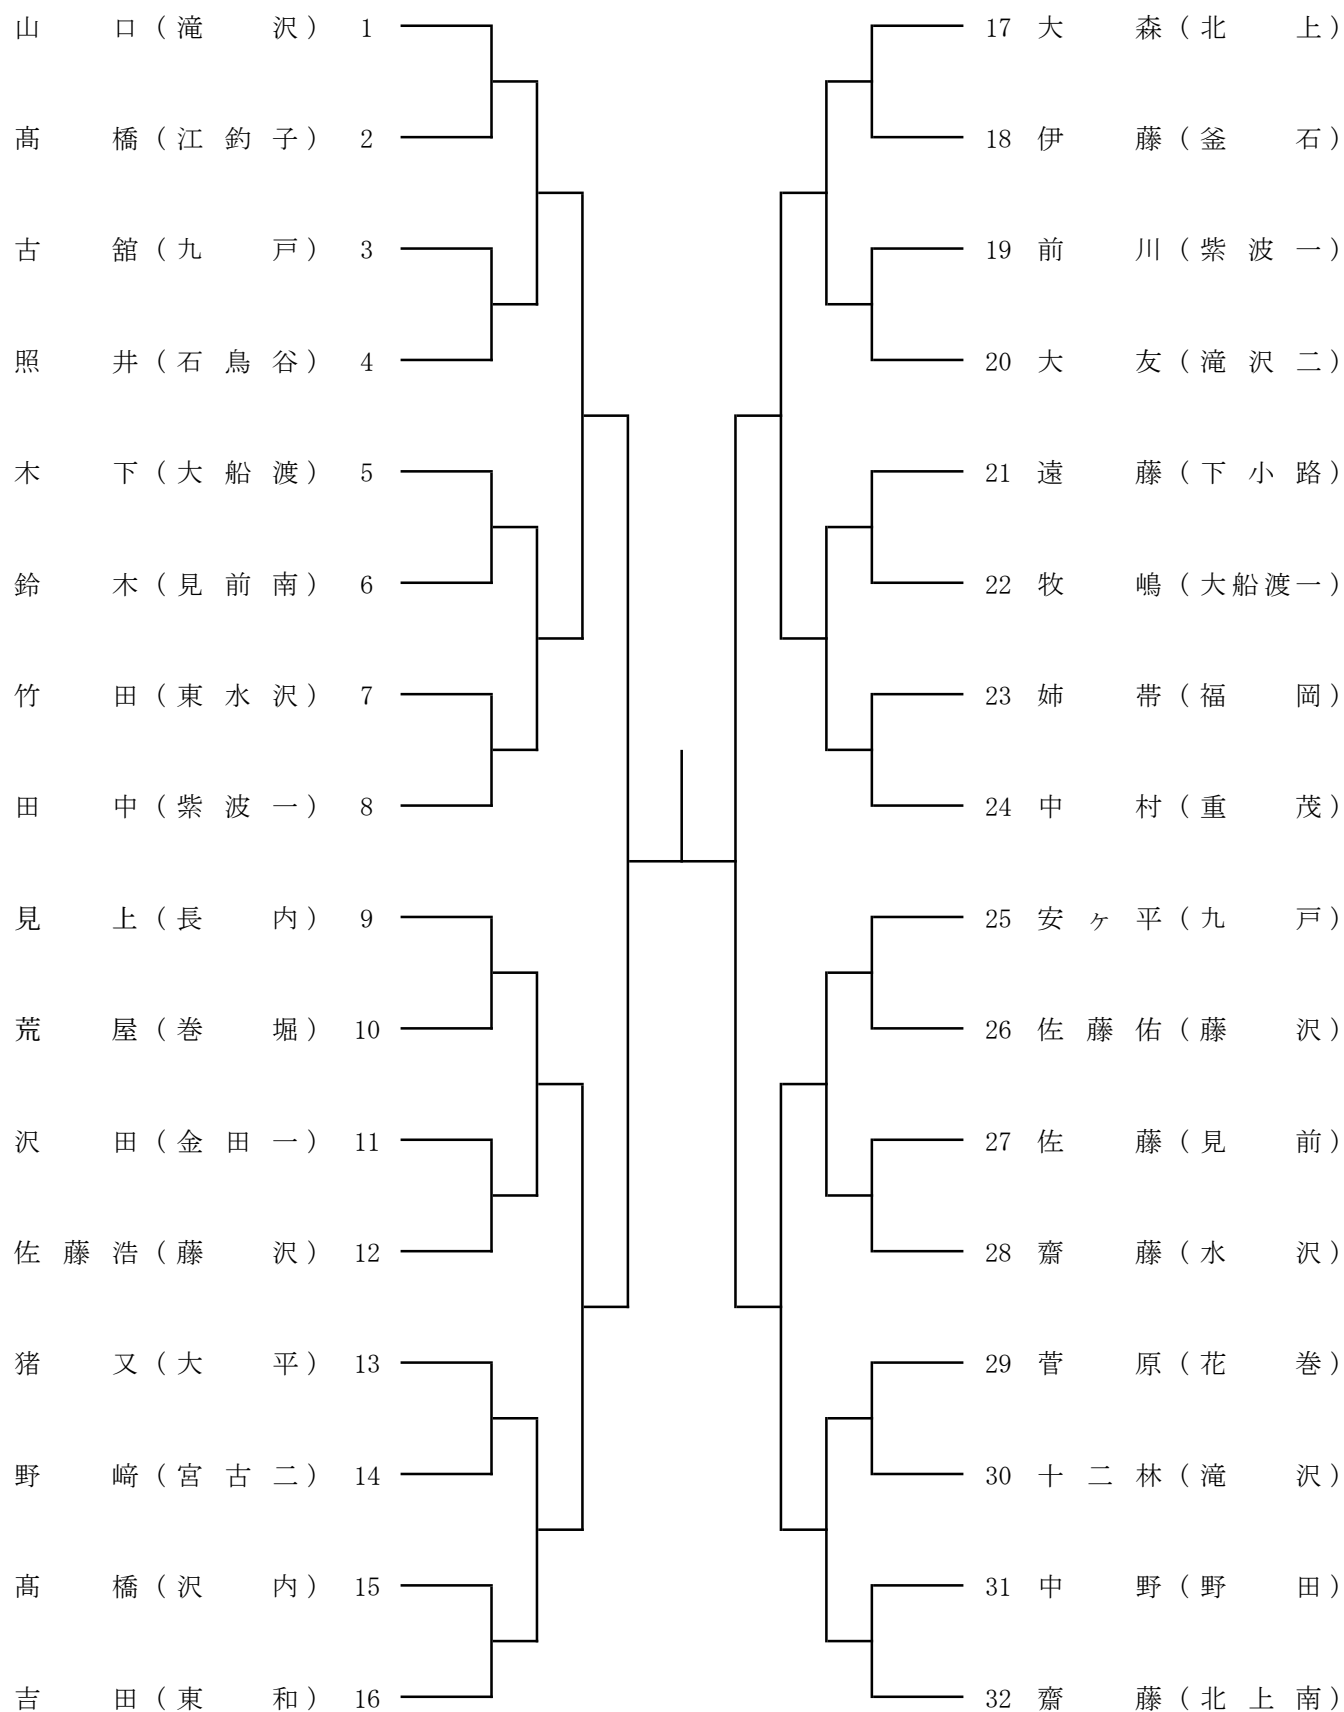 山口（滝沢） 1
髙橋（江釣子） 2
古舘（九戸） 3
照井（石鳥谷） 4
木下（大船渡） 5
鈴木（見前南） 6
竹田（東水沢） 7
田中（紫波一） 8
見上（長内） 9
荒屋（巻堀） 10
沢田（金田一） 11
佐藤浩（藤沢） 12
猪又（大平） 13
野﨑（宮古二） 14
髙橋（沢内） 15
吉田（東和） 16
17 大森（北上）
18 伊藤（釜石）
19 前川（紫波一）
20 大友（滝沢二）
21 遠藤（下小路）
22 牧嶋（大船渡一）
23 姉帯（福岡）
24 中村（重茂）
25 安ヶ平（九戸）
26 佐藤佑（藤沢）
27 佐藤（見前）
28 齋藤（水沢）
29 菅原（花巻）
30 十二林（滝沢）
31 中野（野田）
32 齋藤（北上南）